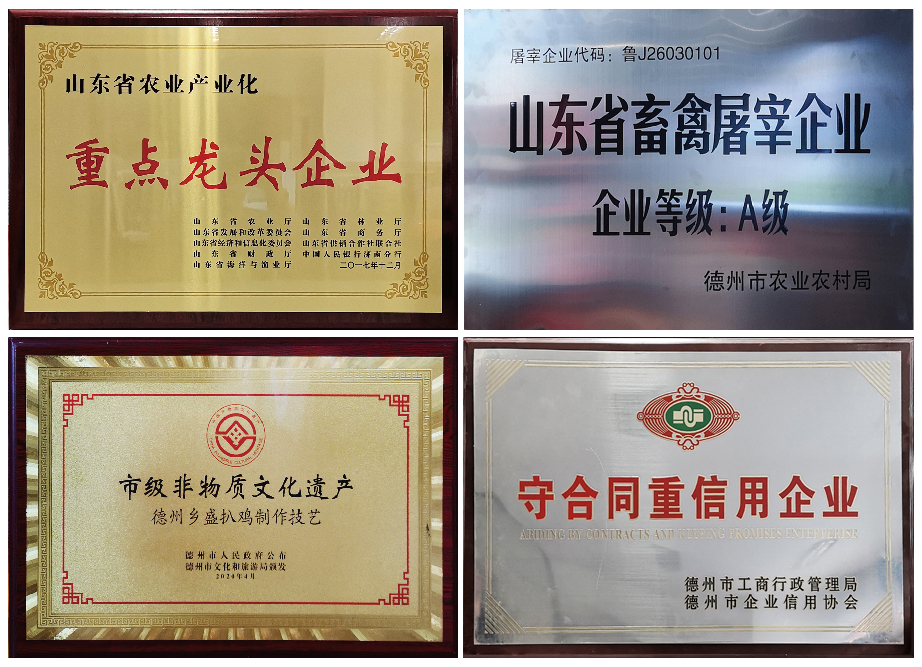 山东省农业产业化
重点龙头企业
山东省农业厅 山东省林业厅
山东省发展和改革委员会 山东省商务厅
山东省经济和信息化委员会 山东省供销合作社联合社
山东省财政厅 中国人民银行济南分行
山东省海洋与渔业厅 二〇一七年十二月
屠宰企业代码：鲁J26030101
山东省畜禽屠宰企业
企业等级：A级
德州市农业农村局
市级非物质文化遗产
德州乡盛扒鸡制作技艺
德州市人民政府公布
德州市文化和旅游局颁发
2020年4月
守合同重信用企业
ABIDING BY CONTRACTS AND KEEPING PROMISES ENTERPRISE
德州市工商行政管理局
德州市企业信用协会